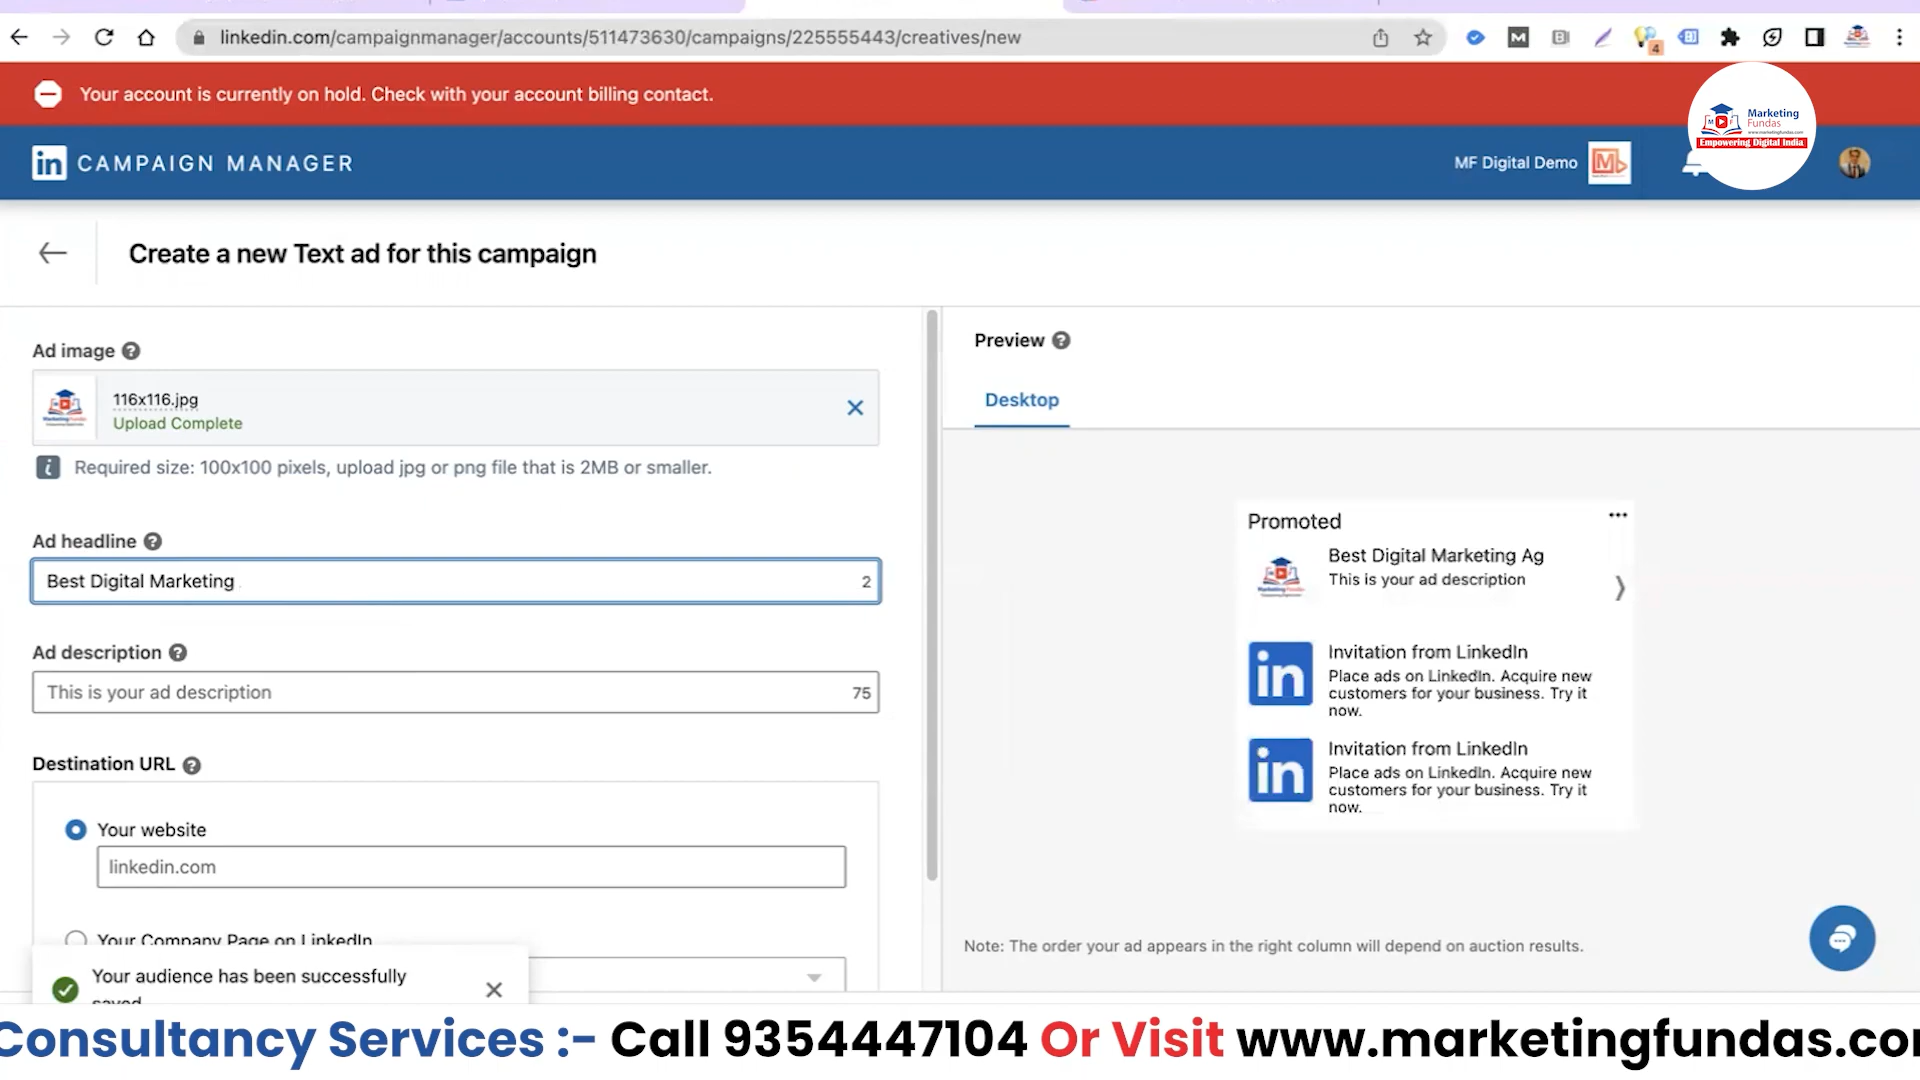 linkedin.com/campaignmanager/accounts/511473630/campaigns/225555443/creatives/new
4
Your account is currently on hold. Check with your account billing contact.
Marketing
Fundas
www.marketingfundas.com
Empowering Digital India
in CAMPAIGN MANAGER
MF Digital Demo
Create a new Text ad for this campaign
Ad image
116x116.jpg
Upload Complete
Required size: 100x100 pixels, upload jpg or png file that is 2MB or smaller.
Ad headline
Best Digital Marketing
2
Ad description
This is your ad description
75
Destination URL
Your website
linkedin.com
Your Company Page on LinkedIn
Your audience has been successfully
saved
Preview
Desktop
Promoted
Best Digital Marketing Ag
This is your ad description
in
Invitation from LinkedIn
Place ads on LinkedIn. Acquire new
customers for your business. Try it
now.
in
Invitation from LinkedIn
Place ads on LinkedIn. Acquire new
customers for your business. Try it
now.
Note: The order your ad appears in the right column will depend on auction results.
Consultancy Services :- Call 9354447104 Or Visit www.marketingfundas.co